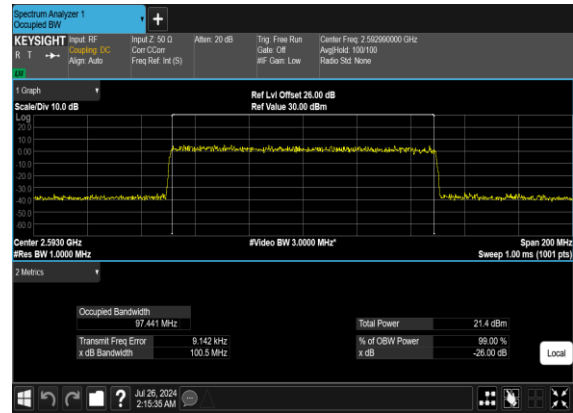 Spectrum Analyzer 1
Occupied BW
+
KEYSIGHT Input: RF Input Z: 50 Ω Atten: 20 dB Trig: Free Run Center Freq: 2.592990000 GHz
R T Coupling: DC Corr CCorr Gate: Off Avg|Hold: 100/100
Align: Auto Freq Ref: Int (S) #IF Gain: Low Radio Std: None
1 Graph
Ref Lvl Offset 26.00 dB
Scale/Div 10.0 dB Ref Value 30.00 dBm
Log
20.0
10.0
0.00
-10.0
-20.0
-30.0
-40.0
-50.0
-60.0
Center 2.5930 GHz #Video BW 3.0000 MHz* Span 200 MHz
#Res BW 1.0000 MHz Sweep 1.00 ms (1001 pts)
2 Metrics
Occupied Bandwidth
97.441 MHz Total Power 21.4 dBm
Transmit Freq Error 9.142 kHz % of OBW Power 99.00 %
x dB Bandwidth 100.5 MHz x dB -26.00 dB
Local
? Jul 26, 2024
2:15:35 AM